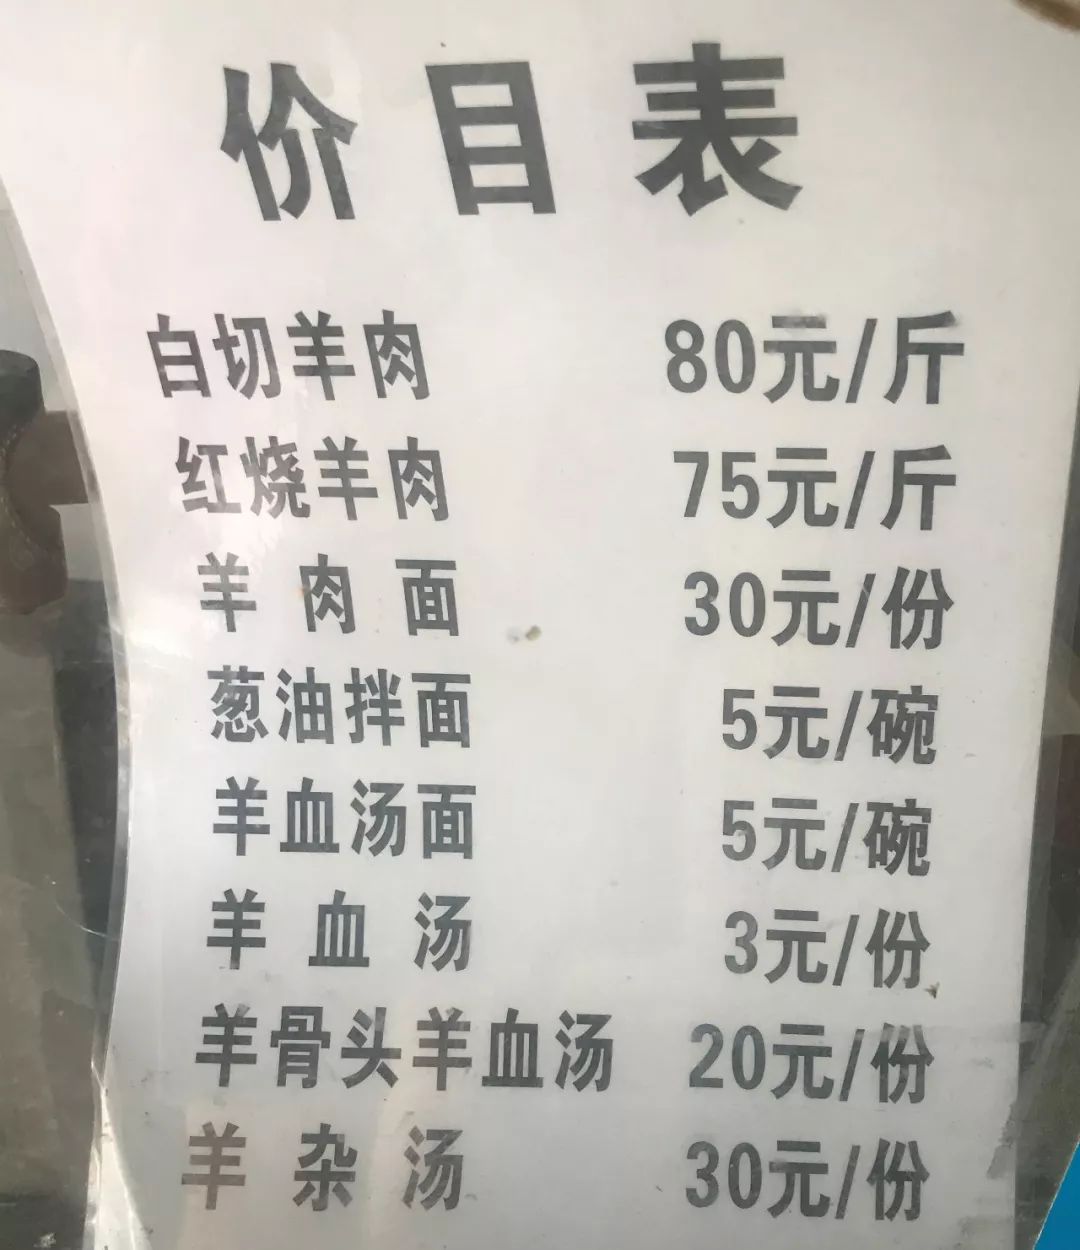 价目表
白切羊肉 80元/斤
红烧羊肉 75元/斤
羊肉面 30元/份
葱油拌面 5元/碗
羊血汤面 5元/碗
羊血汤 3元/份
羊骨头羊血汤 20元/份
羊杂汤 30元/份